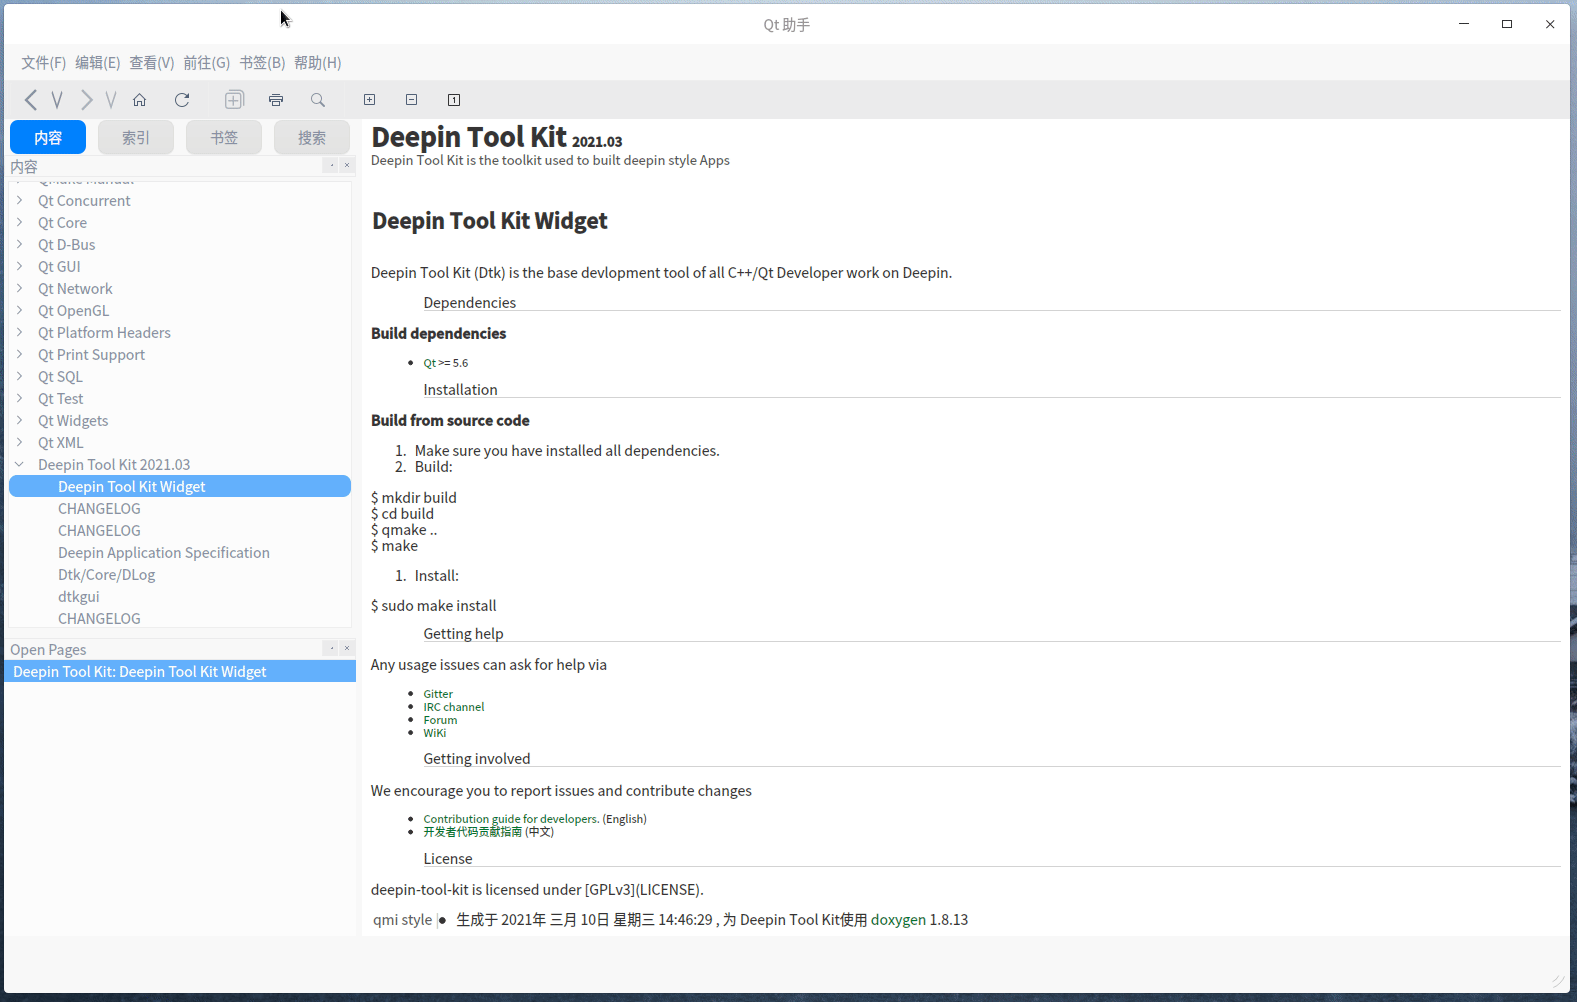 Qt 助手
文件(F) 编辑(E) 查看(V) 前往(G) 书签(B) 帮助(H)
1
内容 索引 书签 搜索
内容
QMake Manual
Qt Concurrent
Qt Core
Qt D-Bus
Qt GUI
Qt Network
Qt OpenGL
Qt Platform Headers
Qt Print Support
Qt SQL
Qt Test
Qt Widgets
Qt XML
Deepin Tool Kit 2021.03
Deepin Tool Kit Widget
CHANGELOG
CHANGELOG
Deepin Application Specification
Dtk/Core/DLog
dtkgui
CHANGELOG
Open Pages
Deepin Tool Kit: Deepin Tool Kit Widget
Deepin Tool Kit 2021.03
Deepin Tool Kit is the toolkit used to built deepin style Apps
Deepin Tool Kit Widget
Deepin Tool Kit (Dtk) is the base devlopment tool of all C++/Qt Developer work on Deepin.
Dependencies
Build dependencies
• Qt >= 5.6
Installation
Build from source code
1. Make sure you have installed all dependencies.
2. Build:
$ mkdir build
$ cd build
$ qmake ..
$ make
1. Install:
$ sudo make install
Getting help
Any usage issues can ask for help via
• Gitter
• IRC channel
• Forum
• WiKi
Getting involved
We encourage you to report issues and contribute changes
• Contribution guide for developers. (English)
• 开发者代码贡献指南 (中文)
License
deepin-tool-kit is licensed under [GPLv3](LICENSE).
qmi style |• 生成于 2021年 三月 10日 星期三 14:46:29 , 为 Deepin Tool Kit使用 doxygen 1.8.13